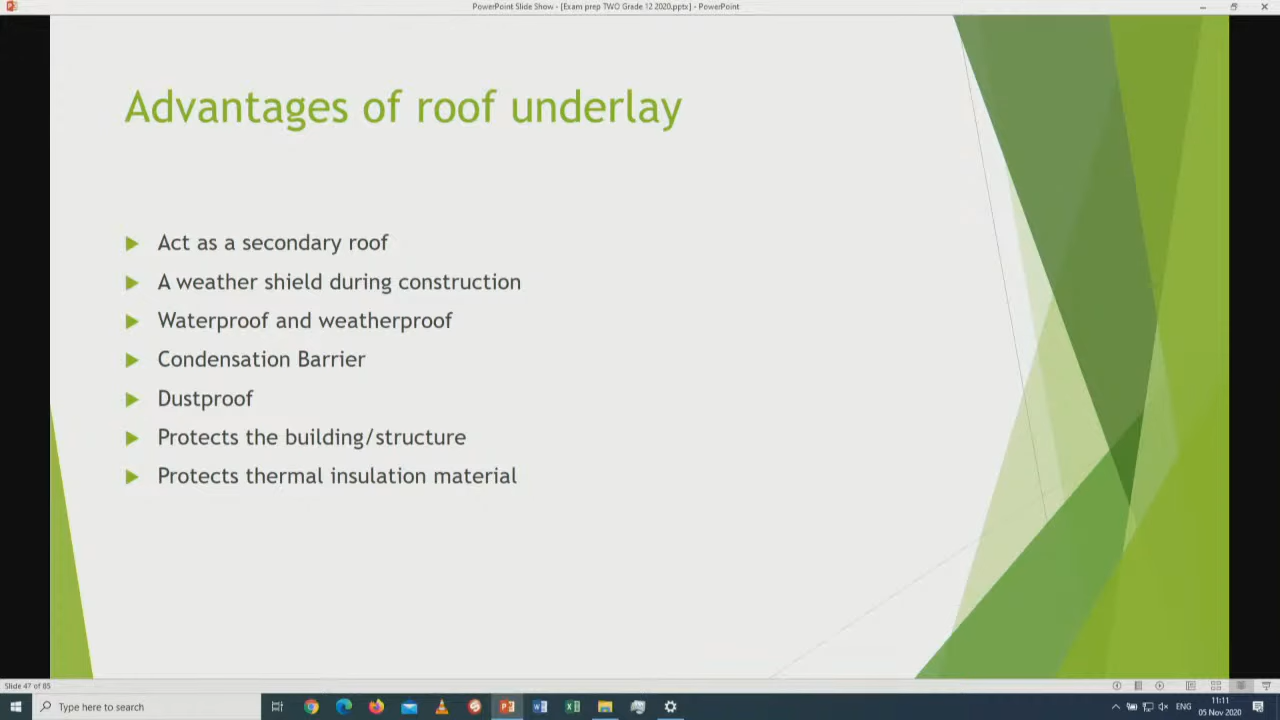 PowerPoint Slide Show - [Exam prep TWO Grade 12 2020.pptx] - PowerPoint
Advantages of roof underlay
Act as a secondary roof
A weather shield during construction
Waterproof and weatherproof
Condensation Barrier
Dustproof
Protects the building/structure
Protects thermal insulation material
Slide 47 of 85
Type here to search
ENG
11:11
05 Nov 2020